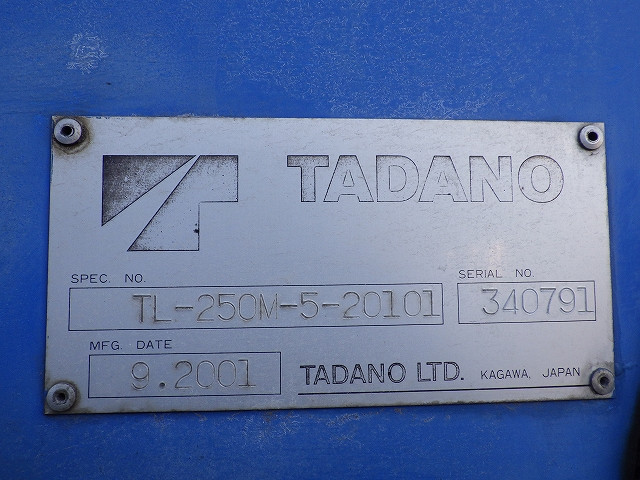 TADANO
SPEC. NO.
TL-250M-5-20101
SERIAL NO.
340791
MFG. DATE
9.2001
TADANO LTD. KAGAWA, JAPAN